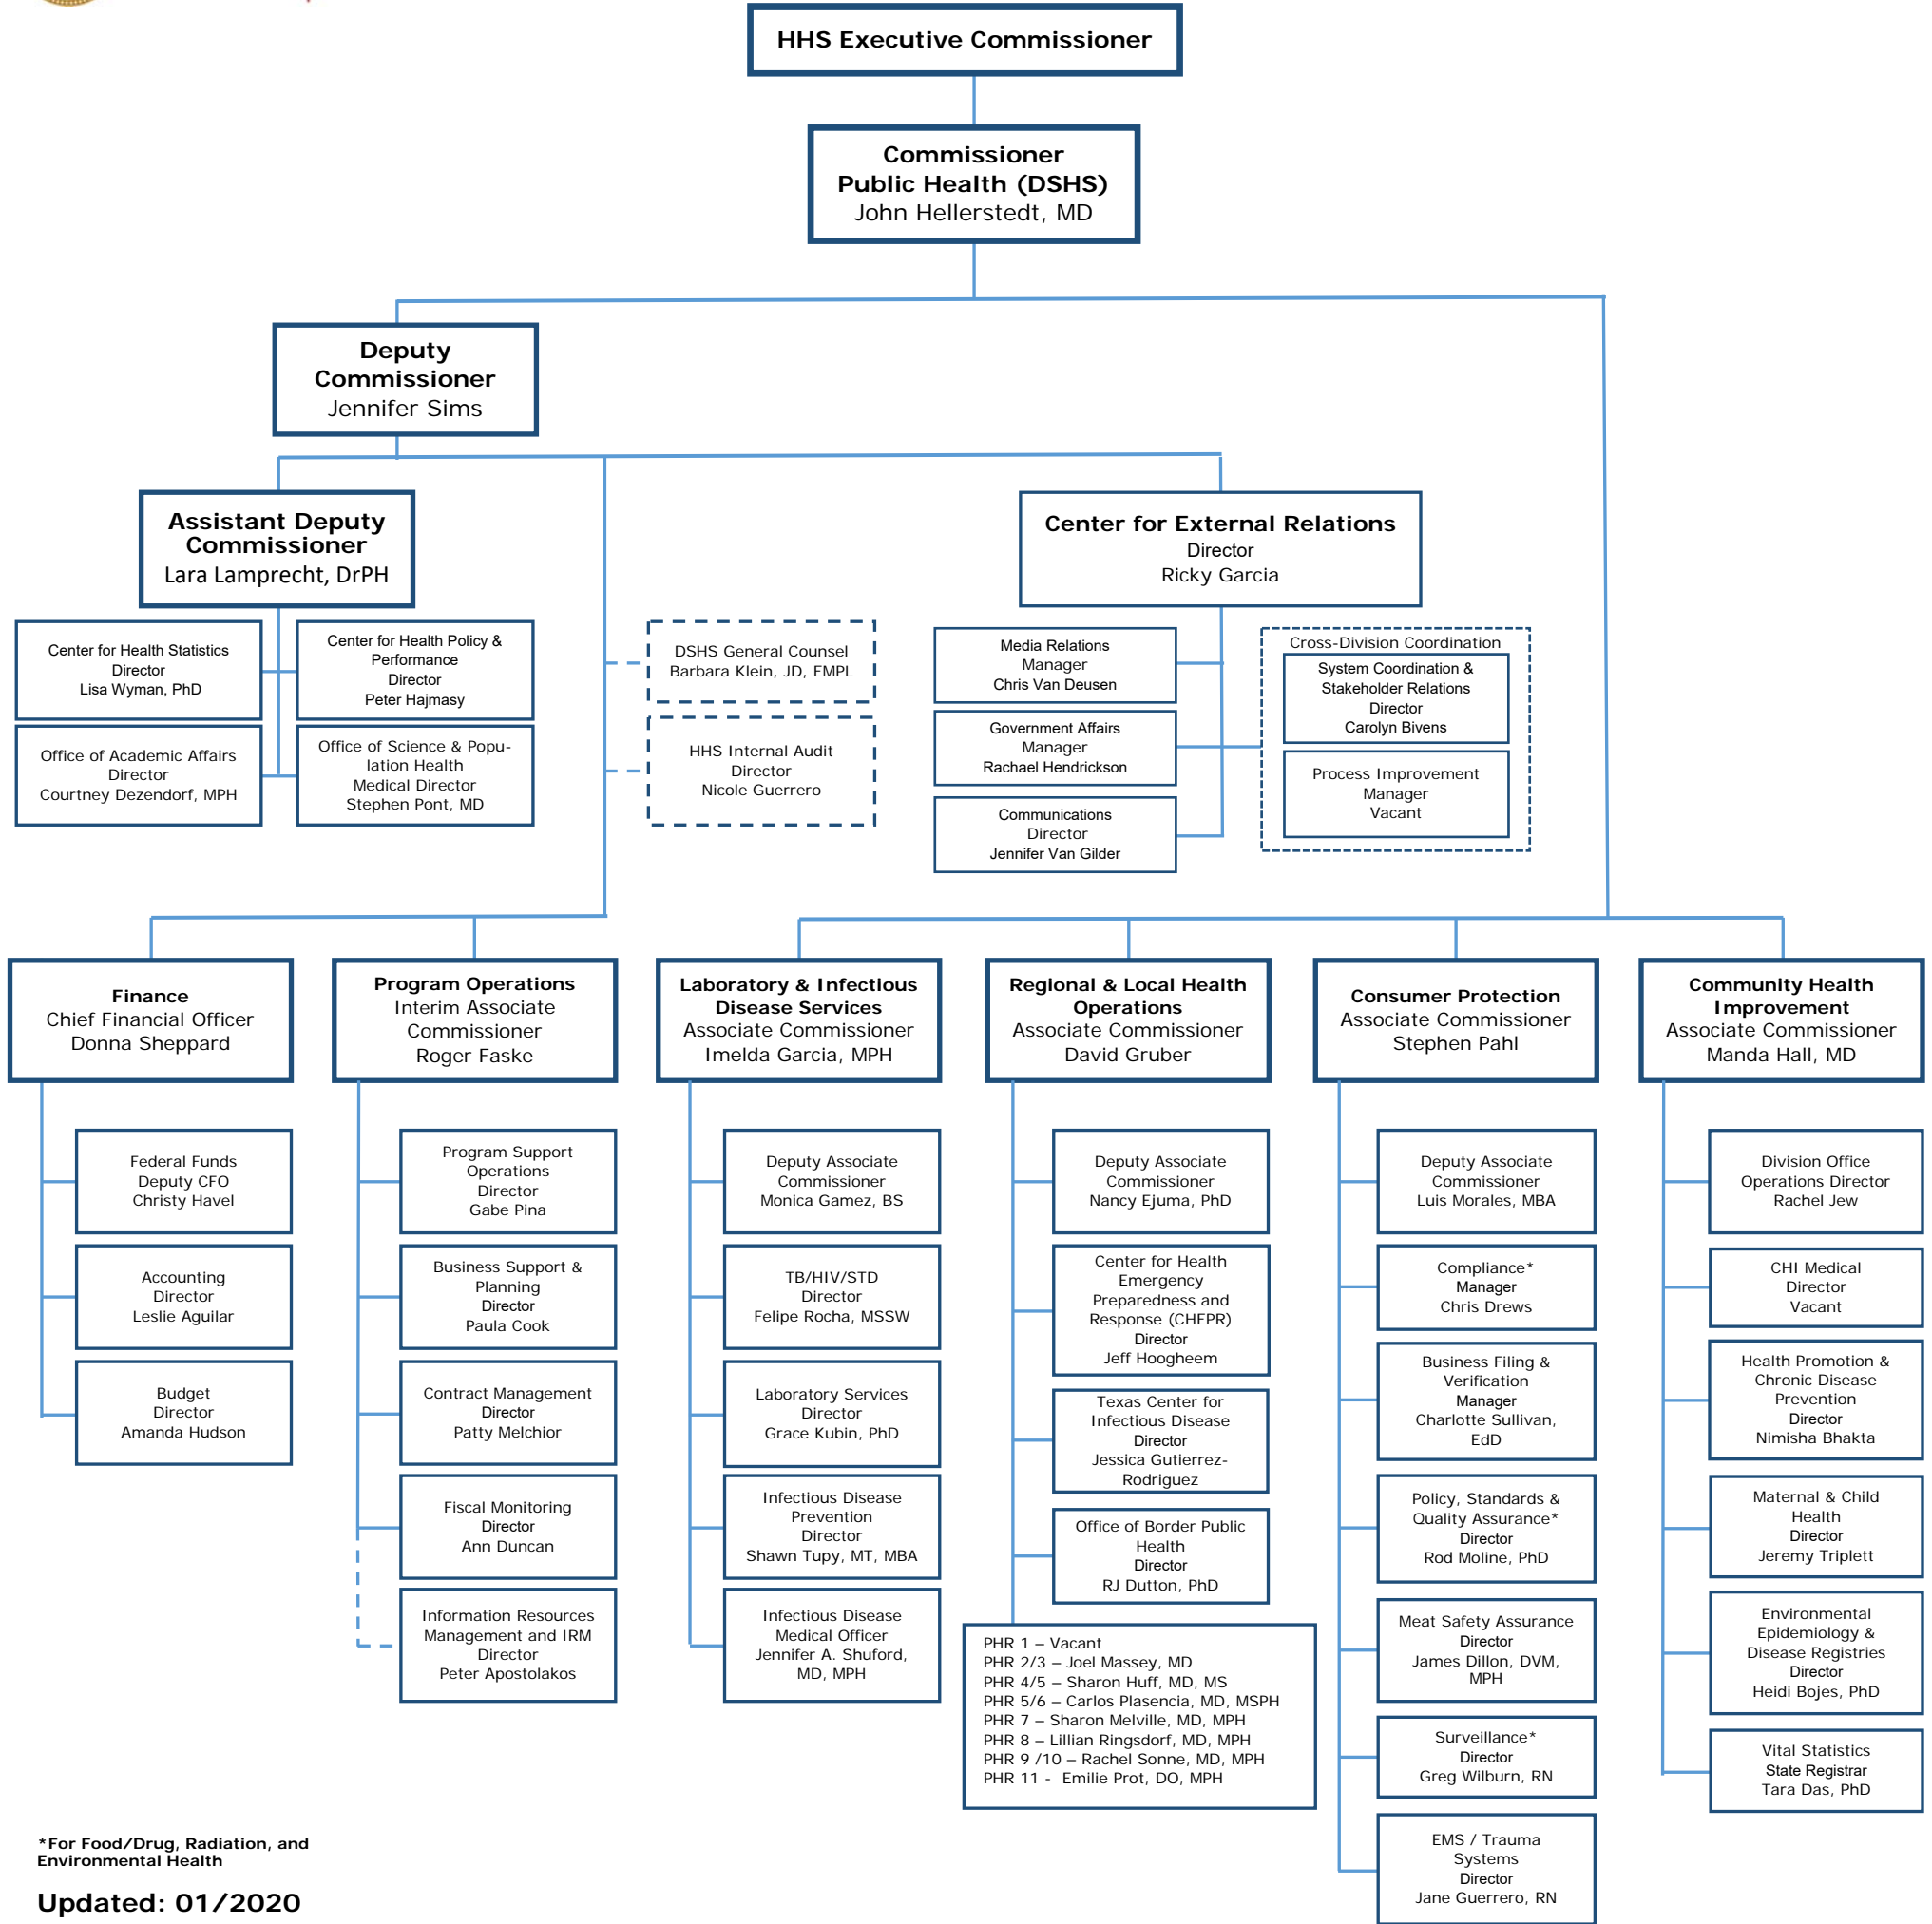 HHS Executive Commissioner
Commissioner
Public Health (DSHS)
John Hellerstedt, MD
Deputy
Commissioner
Jennifer Sims
Assistant Deputy
Commissioner
Lara Lamprecht, DrPH
Center for External Relations
Director
Ricky Garcia
Center for Health Statistics
Director
Lisa Wyman, PhD
Center for Health Policy &
Performance
Director
Peter Hajmasy
Office of Academic Affairs
Director
Courtney Dezendorf, MPH
Office of Science & Popu-
lation Health
Medical Director
Stephen Pont, MD
DSHS General Counsel
Barbara Klein, JD, EMPL
HHS Internal Audit
Director
Nicole Guerrero
Media Relations
Manager
Chris Van Deusen
Government Affairs
Manager
Rachael Hendrickson
Communications
Director
Jennifer Van Gilder
Cross-Division Coordination
System Coordination &
Stakeholder Relations
Director
Carolyn Bivens
Process Improvement
Manager
Vacant
Finance
Chief Financial Officer
Donna Sheppard
Federal Funds
Deputy CFO
Christy Havel
Accounting
Director
Leslie Aguilar
Budget
Director
Amanda Hudson
Program Operations
Interim Associate
Commissioner
Roger Faske
Program Support
Operations
Director
Gabe Pina
Business Support &
Planning
Director
Paula Cook
Contract Management
Director
Patty Melchior
Fiscal Monitoring
Director
Ann Duncan
Information Resources
Management and IRM
Director
Peter Apostolakos
Laboratory & Infectious
Disease Services
Associate Commissioner
Imelda Garcia, MPH
Deputy Associate
Commissioner
Monica Gamez, BS
TB/HIV/STD
Director
Felipe Rocha, MSSW
Laboratory Services
Director
Grace Kubin, PhD
Infectious Disease
Prevention
Director
Shawn Tupy, MT, MBA
Infectious Disease
Medical Officer
Jennifer A. Shuford,
MD, MPH
Regional & Local Health
Operations
Associate Commissioner
David Gruber
Deputy Associate
Commissioner
Nancy Ejuma, PhD
Center for Health
Emergency
Preparedness and
Response (CHEPR)
Director
Jeff Hoogheem
Texas Center for
Infectious Disease
Director
Jessica Gutierrez-
Rodriguez
Office of Border Public
Health
Director
RJ Dutton, PhD
PHR 1 – Vacant
PHR 2/3 – Joel Massey, MD
PHR 4/5 – Sharon Huff, MD, MS
PHR 5/6 – Carlos Plasencia, MD, MSPH
PHR 7 – Sharon Melville, MD, MPH
PHR 8 – Lillian Ringsdorf, MD, MPH
PHR 9 /10 – Rachel Sonne, MD, MPH
PHR 11 - Emilie Prot, DO, MPH
Consumer Protection
Associate Commissioner
Stephen Pahl
Deputy Associate
Commissioner
Luis Morales, MBA
Compliance*
Manager
Chris Drews
Business Filing &
Verification
Manager
Charlotte Sullivan,
EdD
Policy, Standards &
Quality Assurance*
Director
Rod Moline, PhD
Meat Safety Assurance
Director
James Dillon, DVM,
MPH
Surveillance*
Director
Greg Wilburn, RN
EMS / Trauma
Systems
Director
Jane Guerrero, RN
Community Health
Improvement
Associate Commissioner
Manda Hall, MD
Division Office
Operations Director
Rachel Jew
CHI Medical
Director
Vacant
Health Promotion &
Chronic Disease
Prevention
Director
Nimisha Bhakta
Maternal & Child
Health
Director
Jeremy Triplett
Environmental
Epidemiology &
Disease Registries
Director
Heidi Bojes, PhD
Vital Statistics
State Registrar
Tara Das, PhD
*For Food/Drug, Radiation, and
Environmental Health
Updated: 01/2020